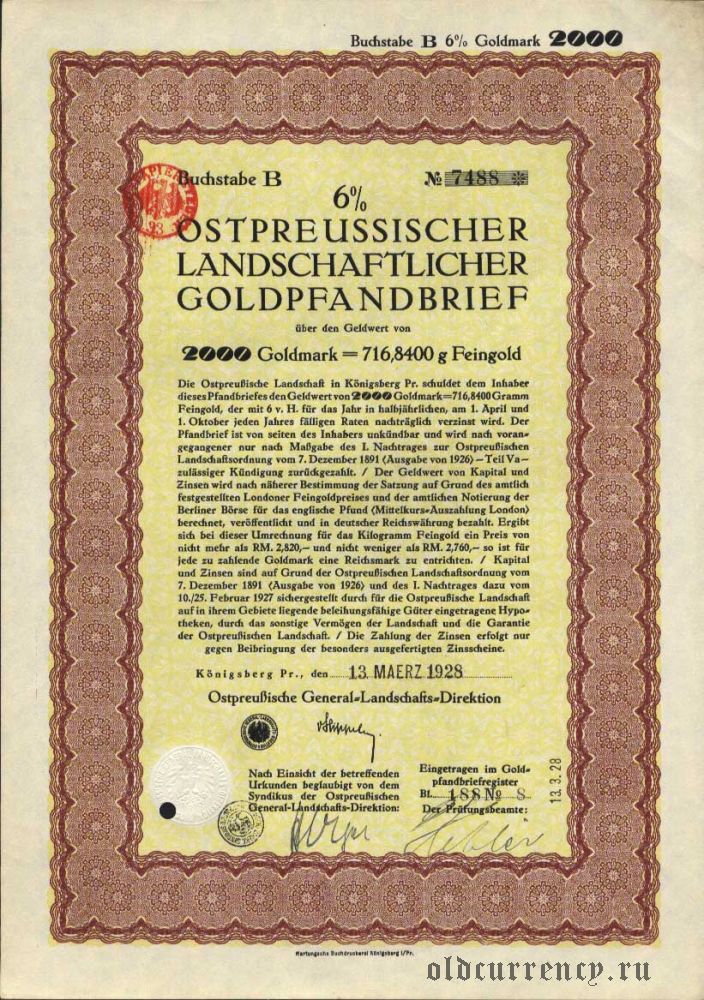 Buchstabe B 6% Goldmark 2000
Buchstabe B № 7488
6%
OSTPREUSSISCHER
LANDSCHAFTLICHER
GOLDPFANDBRIEF
über den Geldwert von
2000 Goldmark = 716,8400 g Feingold
Die Ostpreußische Landschaft in Königsberg Pr. schuldet dem Inhaber
dieses Pfandbriefes den Geldwert von 2000 Goldmark=716,8400 Gramm
Feingold, der mit 6 v. H. für das Jahr in halbjährlichen, am 1. April und
1. Oktober jeden Jahres fälligen Raten nachträglich verzinst wird. Der
Pfandbrief ist von seiten des Inhabers unkündbar und wird nach voran-
gegangener nur nach Maßgabe des I. Nachtrages zur Ostpreußischen
Landschaftsordnung vom 7. Dezember 1891 (Ausgabe von 1926) – Teil Va –
zulässiger Kündigung zurückgezahlt. / Der Geldwert von Kapital und
Zinsen wird nach näherer Bestimmung der Satzung auf Grund des amtlich
festgestellten Londoner Feingoldpreises und der amtlichen Notierung der
Berliner Börse für das englische Pfund (Mittelkurs-Auszahlung London)
berechnet, veröffentlicht und in deutscher Reichswährung bezahlt. Ergibt
sich bei dieser Umrechnung für das Kilogramm Feingold ein Preis von
nicht mehr als RM. 2,820,– und nicht weniger als RM. 2,760,– so ist für
jede zu zahlende Goldmark eine Reichsmark zu entrichten. / Kapital
und Zinsen sind auf Grund der Ostpreußischen Landschaftsordnung vom
7. Dezember 1891 (Ausgabe von 1926) und des I. Nachtrages dazu vom
10./25. Februar 1927 sichergestellt durch für die Ostpreußische Landschaft
auf in ihrem Gebiete liegende beleihungsfähige Güter eingetragene Hypo-
theken, durch das sonstige Vermögen der Landschaft und die Garantie
der Ostpreußischen Landschaft. / Die Zahlung der Zinsen erfolgt nur
gegen Beibringung der besonders ausgefertigten Zinsscheine.
Königsberg Pr., den 13. MAERZ 1928
Ostpreußische General-Landschafts-Direktion
Nach Einsicht der betreffenden
Urkunden beglaubigt von dem
Syndikus der Ostpreußischen
General-Landschafts-Direktion:
Eingetragen im Gold-
pfandbriefregister
Bl. 188 № 8
Der Prüfungsbeamte:
13.3.28
Hartungsche Buchdruckerei Königsberg i/Pr.
oldcurrency.ru